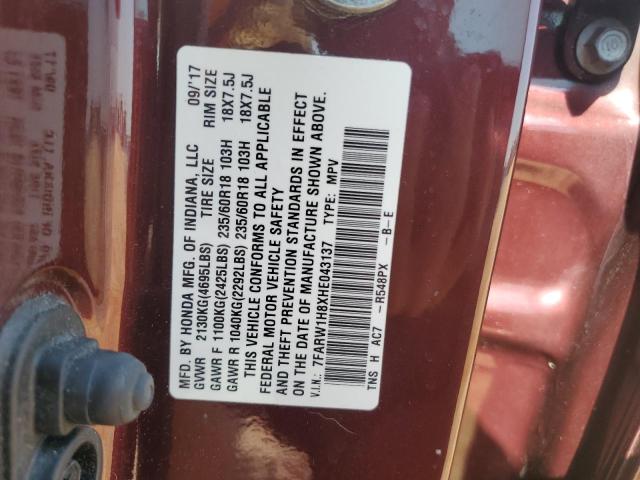 MFD. BY HONDA MFG. OF INDIANA, LLC 09/'17
GVWR 2130KG(4695LBS) TIRE SIZE RIM SIZE
GAWR F 1100KG(2425LBS) 235/60R18 103H 18X7.5J
GAWR R 1040KG(2292LBS) 235/60R18 103H 18X7.5J
THIS VEHICLE CONFORMS TO ALL APPLICABLE
FEDERAL MOTOR VEHICLE SAFETY
AND THEFT PREVENTION STANDARDS IN EFFECT
ON THE DATE OF MANUFACTURE SHOWN ABOVE.
V.I.N.: 7FARW1H8XHE043137 TYPE: MPV
TNS H AC7 -R548PX -B-E
10